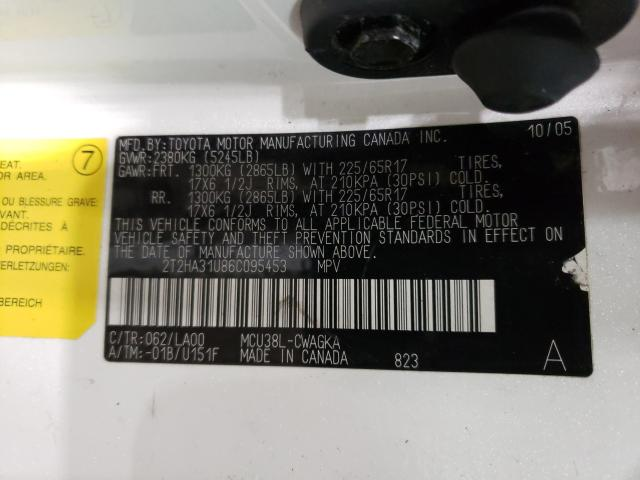 7
EAT.
OR AREA.
OU BLESSURE GRAVE
AVANT.
DÉCRITES À
PROPRIÉTAIRE.
VERLETZUNG.
BEREICH
MFD.BY:TOYOTA MOTOR MANUFACTURING CANADA INC. 10/05
GVWR:2380KG (5245LB)
GAWR:FRT. 1300KG (2865LB) WITH 225/65R17 TIRES,
17X6 1/2J RIMS, AT 210KPA (30PSI) COLD.
RR. 1300KG (2865LB) WITH 225/65R17 TIRES,
17X6 1/2J RIMS, AT 210KPA (30PSI) COLD.
THIS VEHICLE CONFORMS TO ALL APPLICABLE FEDERAL MOTOR
VEHICLE SAFETY AND THEFT PREVENTION STANDARDS IN EFFECT ON
THE DATE OF MANUFACTURE SHOWN ABOVE.
2T2HA31U86C095453 MPV
C/TR:062/LA00 MCU38L-CWAGKA
A/TM:-01B/U151F MADE IN CANADA 823 A